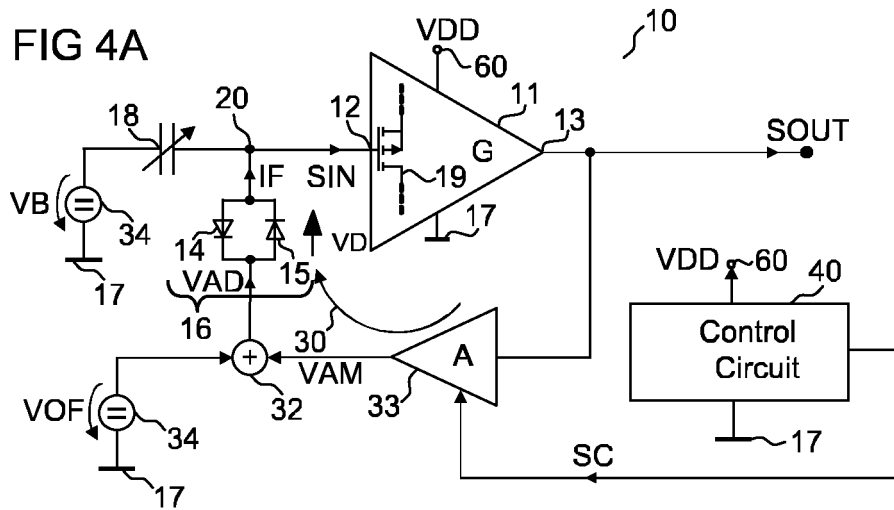 FIG 4A
10
VDD
60
11
18
20
12
13
SOUT
G
IF
SIN
19
VB
=
34
14
15
VD
17
17
VDD
60
40
VAD
16
30
Control
Circuit
A
+
VAM
32
33
VOF
=
34
17
SC
17